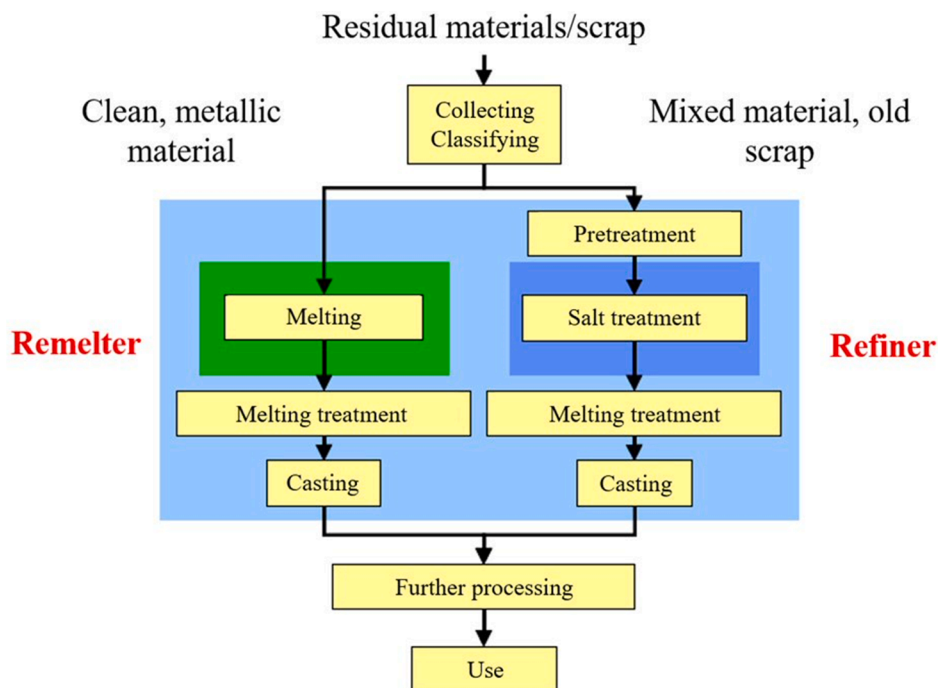 Residual materials/scrap
Clean, metallic
material
Collecting
Classifying
Mixed material, old
scrap
Pretreatment
Melting
Salt treatment
Remelter
Refiner
Melting treatment
Melting treatment
Casting
Casting
Further processing
Use